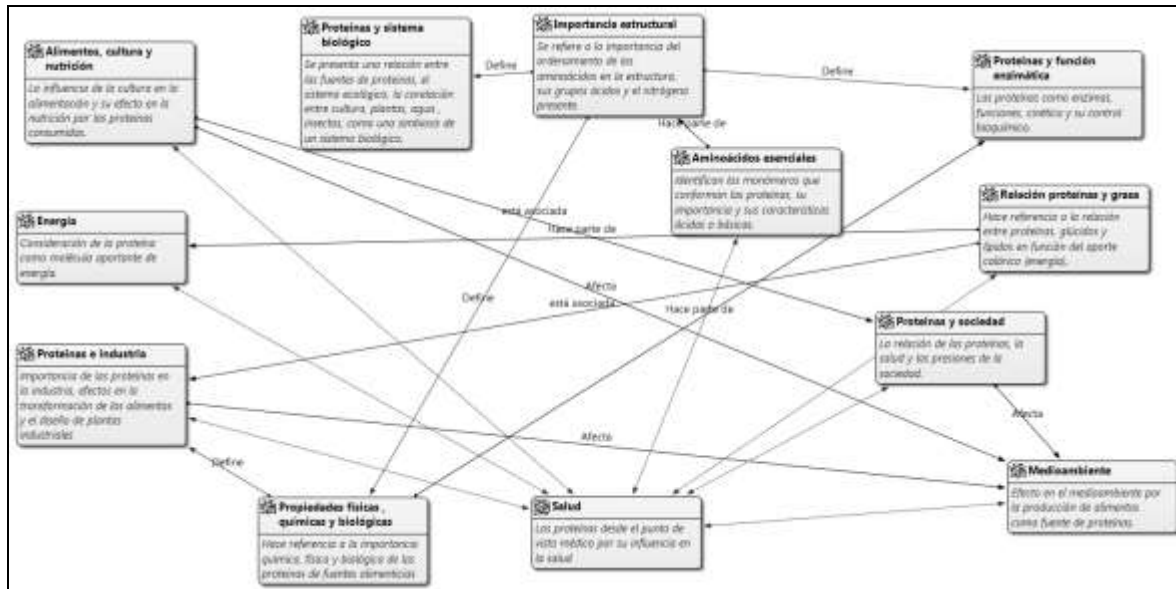 Alimentos, cultura y
nutrición
La influencia de la cultura en la
alimentación y su efecto en la
nutrición por las proteínas
consumidas.
Proteínas y sistema
biológico
Se presenta una relación entre
las fuentes de proteínas, el
sistema ecológico, la
entre cultura, plantas, agua ,
insectos, como una simbiosis de
un sistema biológico.
Define
Importancia estructural
Se refiere a la importancia del
ordenamiento de los
aminoácidos en la estructura,
sus grupos ácidos y el nitrógeno
presente.
Define
Proteínas y función
enzimática
Las proteínas como enzimas,
funciones, cinética y su control
bioquímico.
Hace parte de
Aminoácidos esenciales
Identifican los monómeros que
conforman las proteínas, su
importancia y sus características
ácidas o básicas.
Relación proteínas y grasa
Hace referencia a la relación
entre proteínas, glúcidos y
lípidos en función del aporte
calórico (energía).
está asociada
Hace parte de
Energía
Consideración de la proteína
como molécula aportante de
energía
Afecta
Define
está asociada
Hace parte de
Proteínas y sociedad
La relación de las proteínas, la
salud y las presiones de la
sociedad.
Proteínas e industria
Importancia de las proteínas en
la industria, efectos en la
transformación de los alimentos
y el diseño de plantas
industriales
Afecta
Afecta
Define
Medioambiente
Efecto en el medioambiente por
la producción de alimentos
como fuente de proteínas.
Propiedades físicas ,
químicas y biológicas
Hace referencia a la importancia
química, física y biológica de las
proteínas de fuentes alimenticias
Salud
Las proteínas desde el punto de
vista médico por su influencia en
la salud